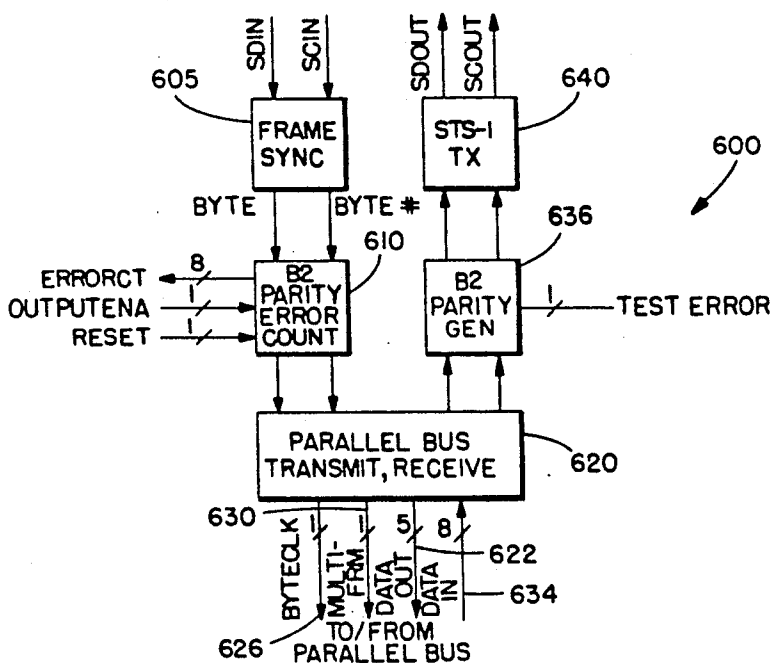 SDIN
SCIN
SDOUT
SCOUT
605
640
FRAME
SYNC
STS-1
TX
600
BYTE
BYTE #
610
636
ERRORCT
8
OUTPUTENA
1
RESET
1
B2
PARITY
ERROR
COUNT
B2
PARITY
GEN
1
TEST ERROR
PARALLEL BUS
TRANSMIT, RECEIVE
620
630
1
1
5
8
BYTECLK
MULTI-
FRM
DATA
OUT
DATA
IN
622
634
626
TO/FROM
PARALLEL BUS